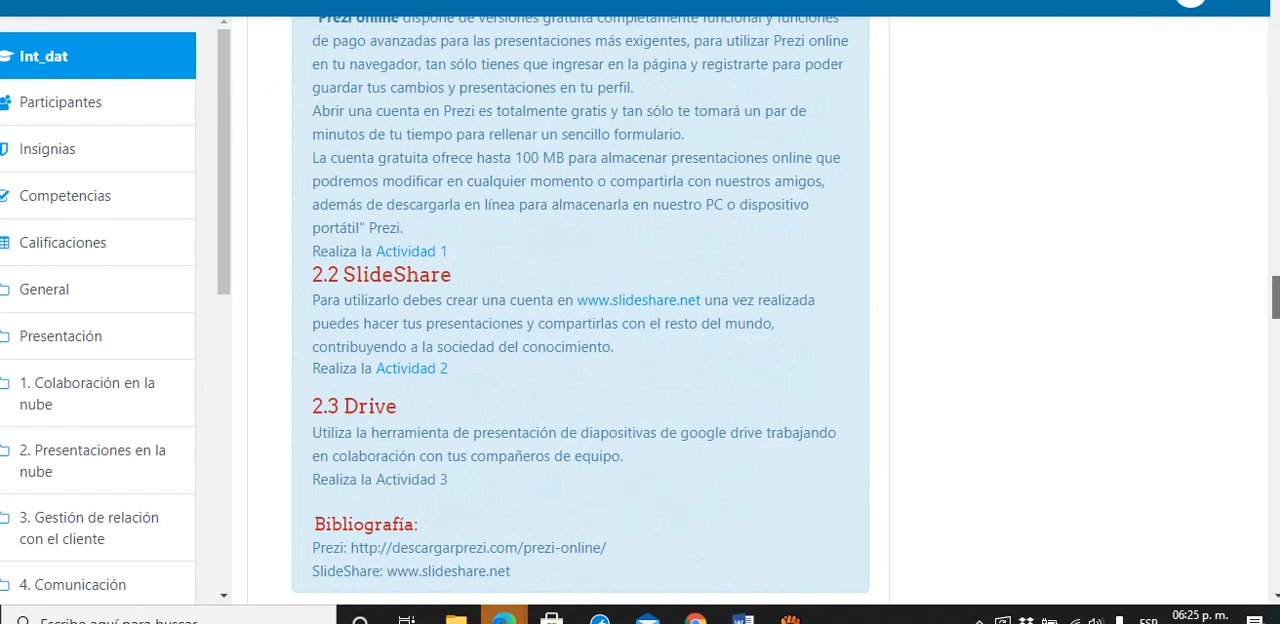 "Prezi online dispone de versiones gratuita completamente funcional y funciones
de pago avanzadas para las presentaciones más exigentes, para utilizar Prezi online
en tu navegador, tan sólo tienes que ingresar en la página y registrarte para poder
guardar tus cambios y presentaciones en tu perfil.
Abrir una cuenta en Prezi es totalmente gratis y tan sólo te tomará un par de
minutos de tu tiempo para rellenar un sencillo formulario.
La cuenta gratuita ofrece hasta 100 MB para almacenar presentaciones online que
podremos modificar en cualquier momento o compartirla con nuestros amigos,
además de descargarla en línea para almacenarla en nuestro PC o dispositivo
portátil" Prezi.
Realiza la Actividad 1
2.2 SlideShare
Para utilizarlo debes crear una cuenta en www.slideshare.net una vez realizada
puedes hacer tus presentaciones y compartirlas con el resto del mundo,
contribuyendo a la sociedad del conocimiento.
Realiza la Actividad 2
2.3 Drive
Utiliza la herramienta de presentación de diapositivas de google drive trabajando
en colaboración con tus compañeros de equipo.
Realiza la Actividad 3
Bibliografía:
Prezi: http://descargarprezi.com/prezi-online/
SlideShare: www.slideshare.net
Int_dat
Participantes
Insignias
Competencias
Calificaciones
General
Presentación
1. Colaboración en la
nube
2. Presentaciones en la
nube
3. Gestión de relación
con el cliente
4. Comunicación
Escribe aquí para buscar
ESP
06:25 p. m.